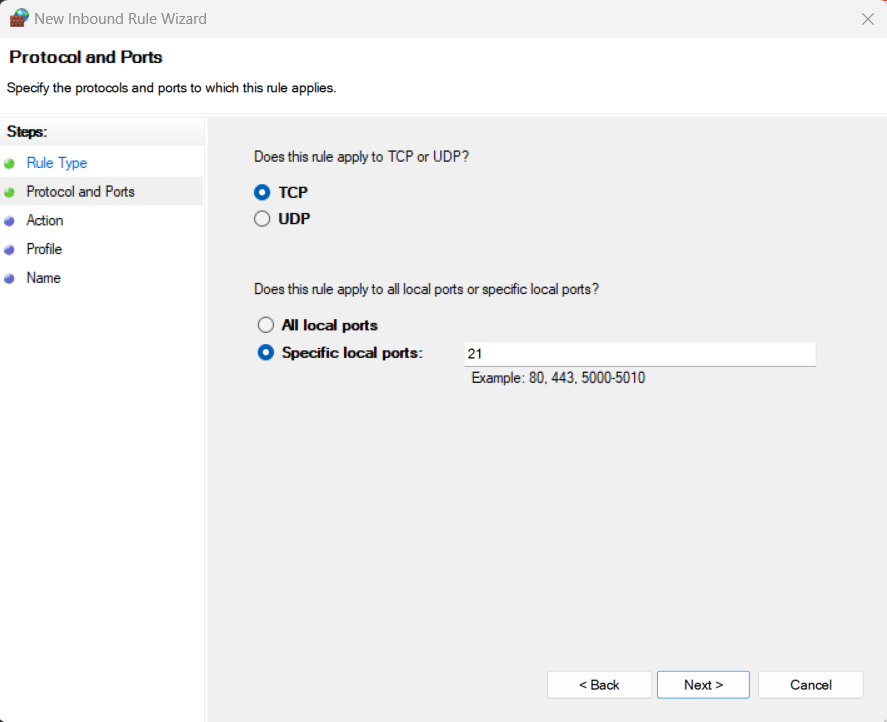 New Inbound Rule Wizard
Protocol and Ports
Specify the protocols and ports to which this rule applies.
Steps:
Rule Type
Protocol and Ports
Action
Profile
Name
Does this rule apply to TCP or UDP?
TCP
UDP
Does this rule apply to all local ports or specific local ports?
All local ports
Specific local ports: 21
Example: 80, 443, 5000-5010
< Back Next > Cancel